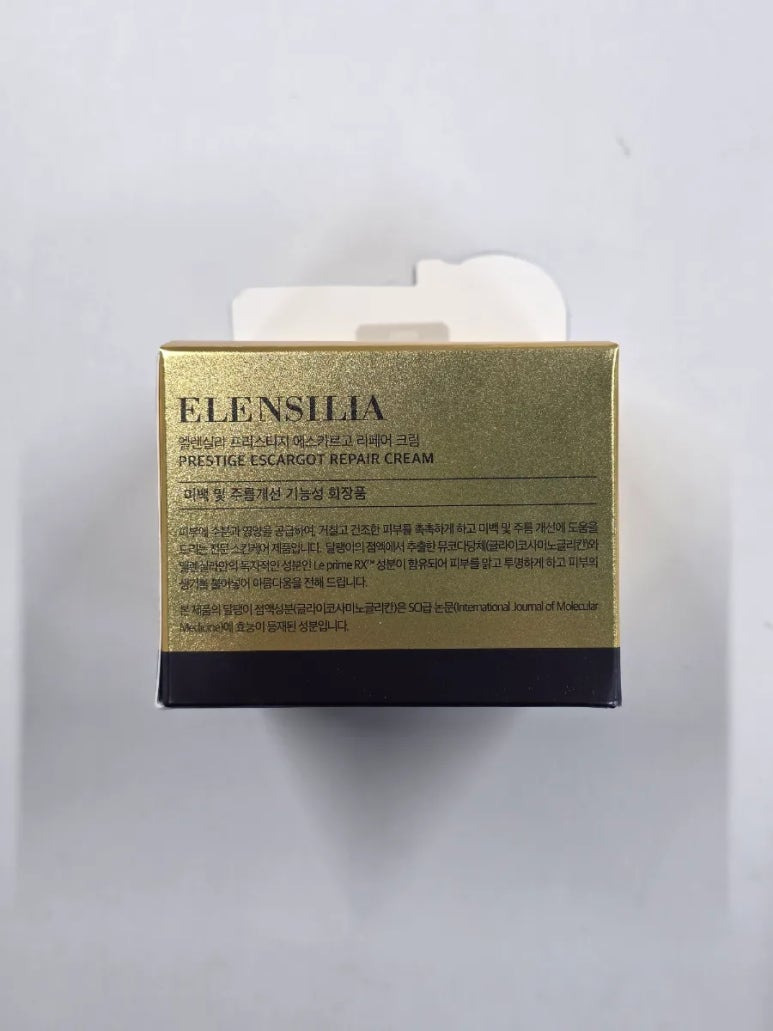 ELENSILIA
엘렌실라 프리스티지 에스카르고 리페어 크림
PRESTIGE ESCARGOT REPAIR CREAM
미백 및 주름개선 기능성 화장품
피부에 수분과 영양을 공급하여, 거칠고 건조한 피부를 촉촉하게 하고 미백 및 주름 개선에 도움을
드리는 전문 스킨케어 제품입니다. 달팽이의 점액에서 추출한 뮤코다당체(글라이코사미노글리칸)와
엘렌실라만의 독자적인 성분인 Le prime RX™ 성분이 함유되어 피부를 맑고 투명하게 하고 피부의
생기를 불어넣어 아름다움을 전해 드립니다.
본 제품의 달팽이 점액성분(글라이코사미노글리칸)은 SCI급 논문(International Journal of Molecular
Medicine)에 효능이 등재된 성분입니다.